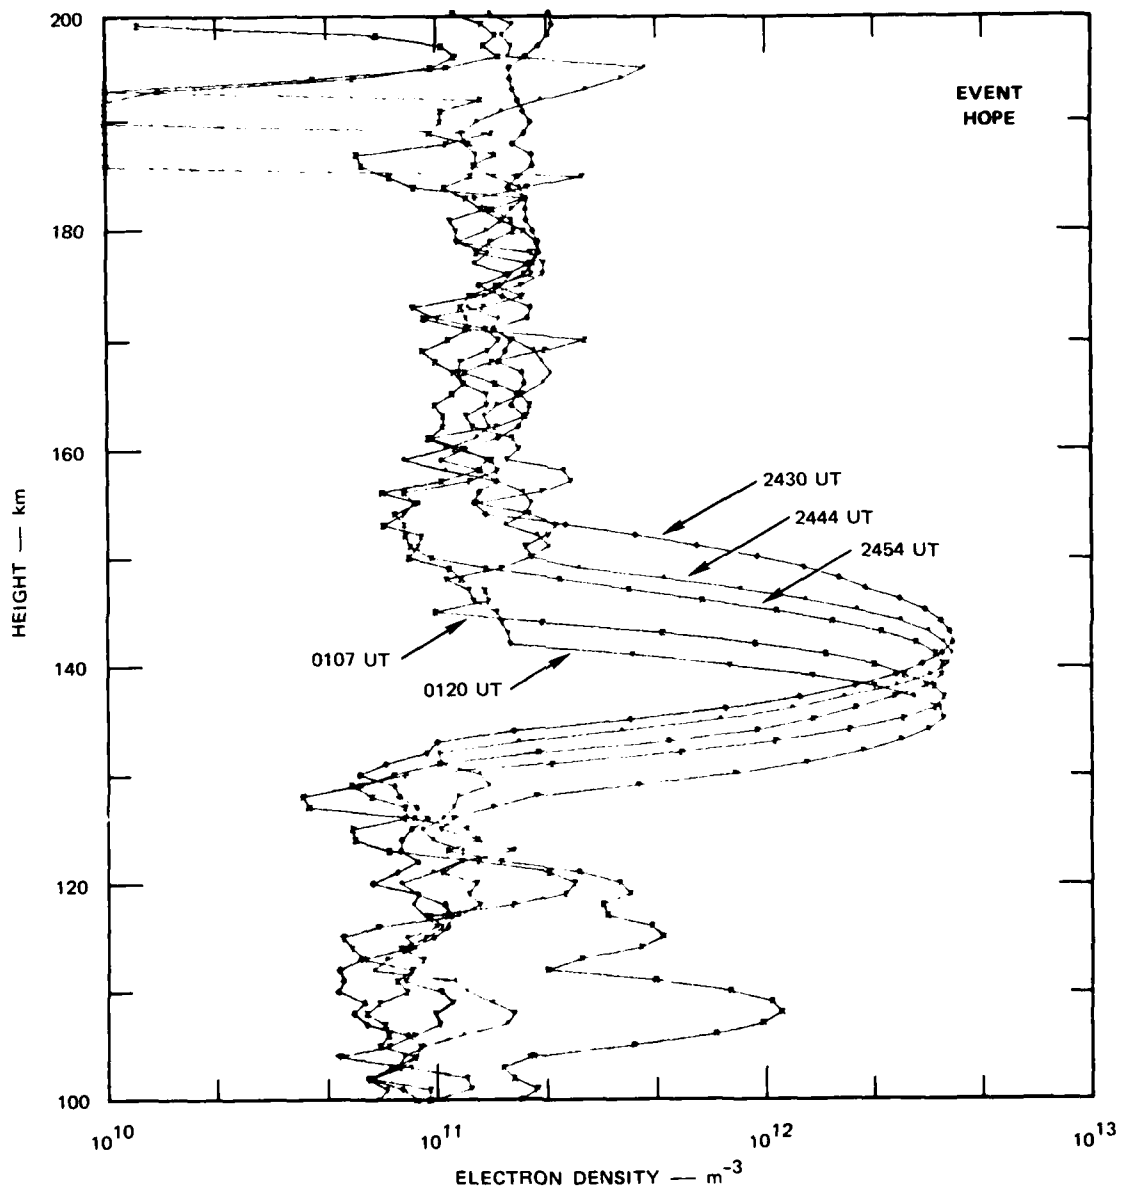 200
EVENT
HOPE
180
160
2430 UT
2444 UT
2454 UT
HEIGHT — km
140
0107 UT
0120 UT
120
100
10^10
10^11
10^12
10^13
ELECTRON DENSITY — m^-3